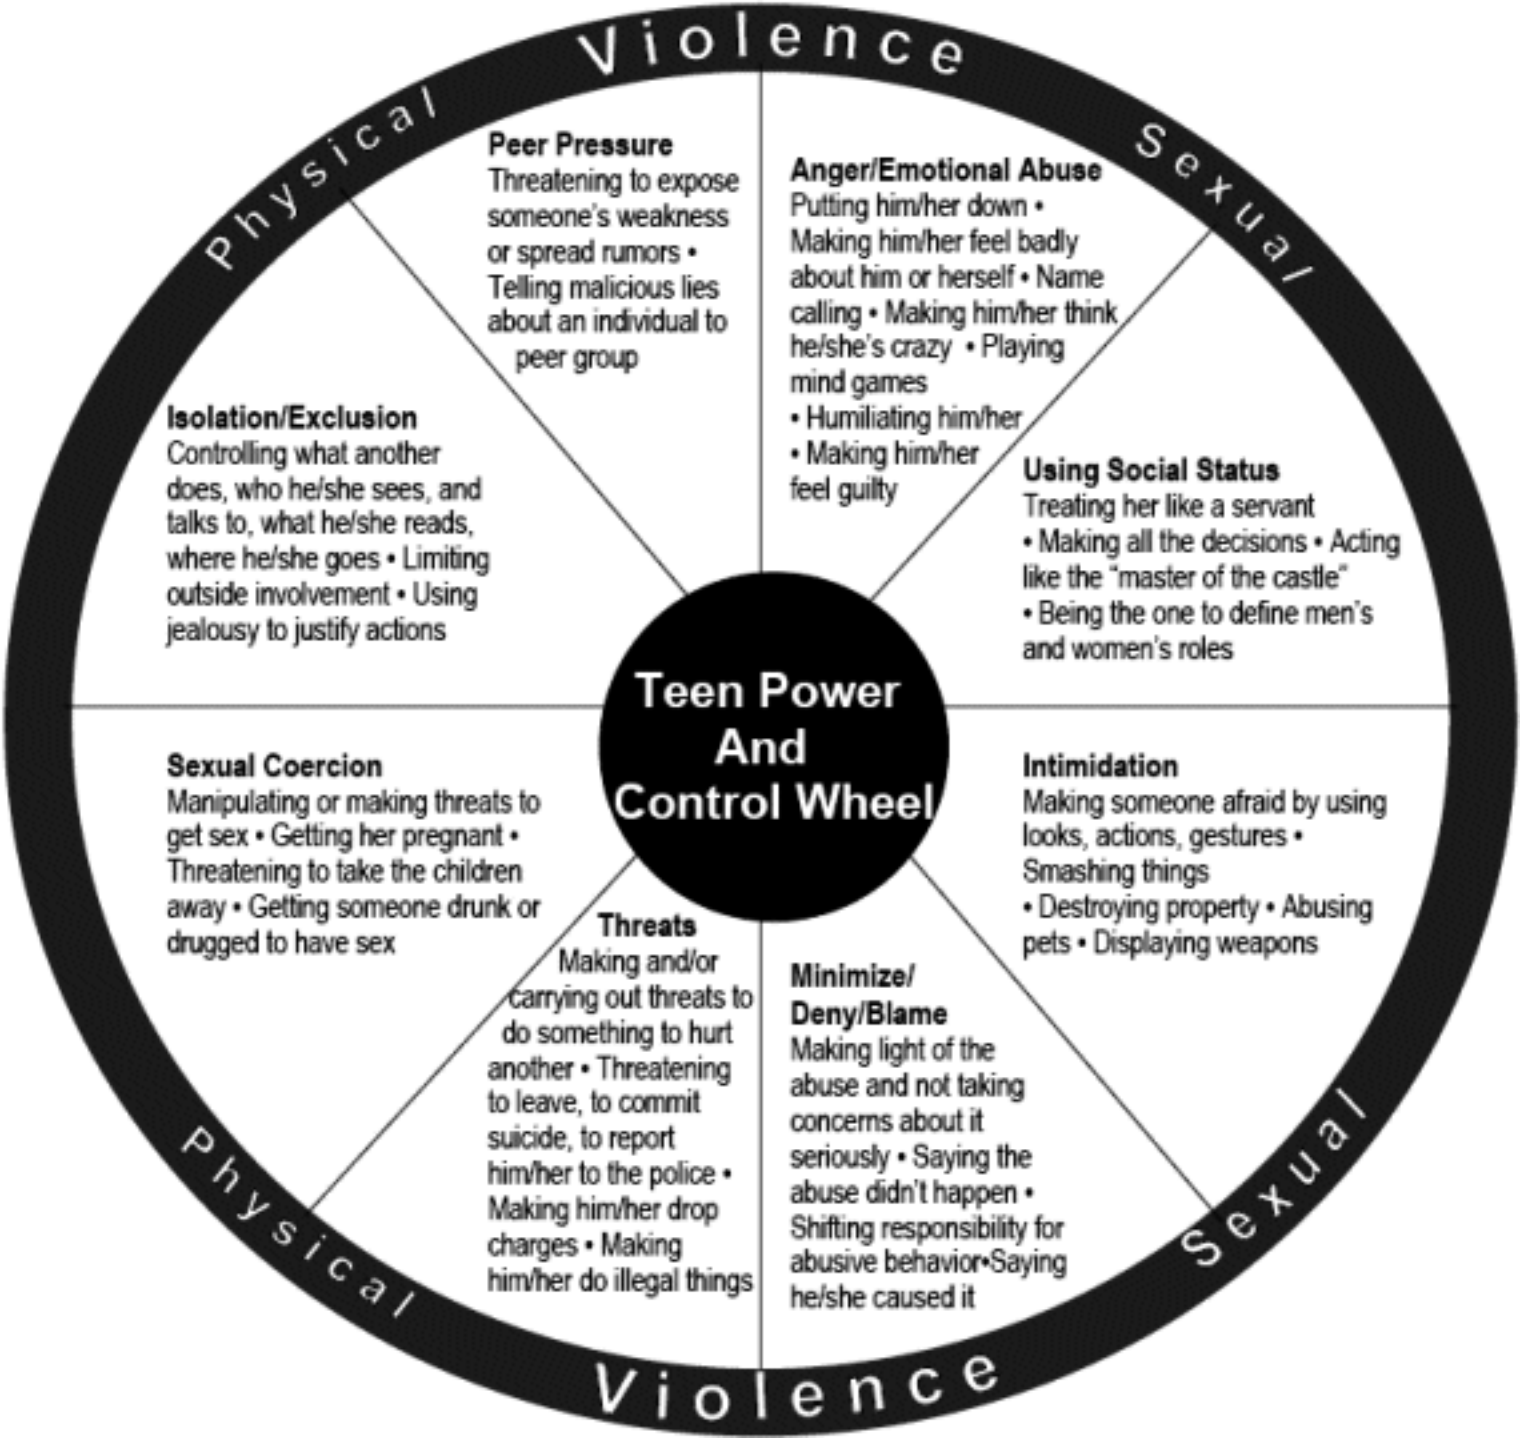 Violence
Physical
Sexual
Peer Pressure
Threatening to expose
someone's weakness
or spread rumors •
Telling malicious lies
about an individual to
peer group
Anger/Emotional Abuse
Putting him/her down •
Making him/her feel badly
about him or herself • Name
calling • Making him/her think
he/she's crazy • Playing
mind games
• Humiliating him/her
• Making him/her
feel guilty
Isolation/Exclusion
Controlling what another
does, who he/she sees, and
talks to, what he/she reads,
where he/she goes • Limiting
outside involvement • Using
jealousy to justify actions
Using Social Status
Treating her like a servant
• Making all the decisions • Acting
like the "master of the castle"
• Being the one to define men's
and women's roles
Teen Power
And
Control Wheel
Sexual Coercion
Manipulating or making threats to
get sex • Getting her pregnant •
Threatening to take the children
away • Getting someone drunk or
drugged to have sex
Intimidation
Making someone afraid by using
looks, actions, gestures •
Smashing things
• Destroying property • Abusing
pets • Displaying weapons
Threats
Making and/or
carrying out threats to
do something to hurt
another • Threatening
to leave, to commit
suicide, to report
him/her to the police •
Making him/her drop
charges • Making
him/her do illegal things
Minimize/
Deny/Blame
Making light of the
abuse and not taking
concerns about it
seriously • Saying the
abuse didn't happen •
Shifting responsibility for
abusive behavior•Saying
he/she caused it
Physical
Sexual
Violence